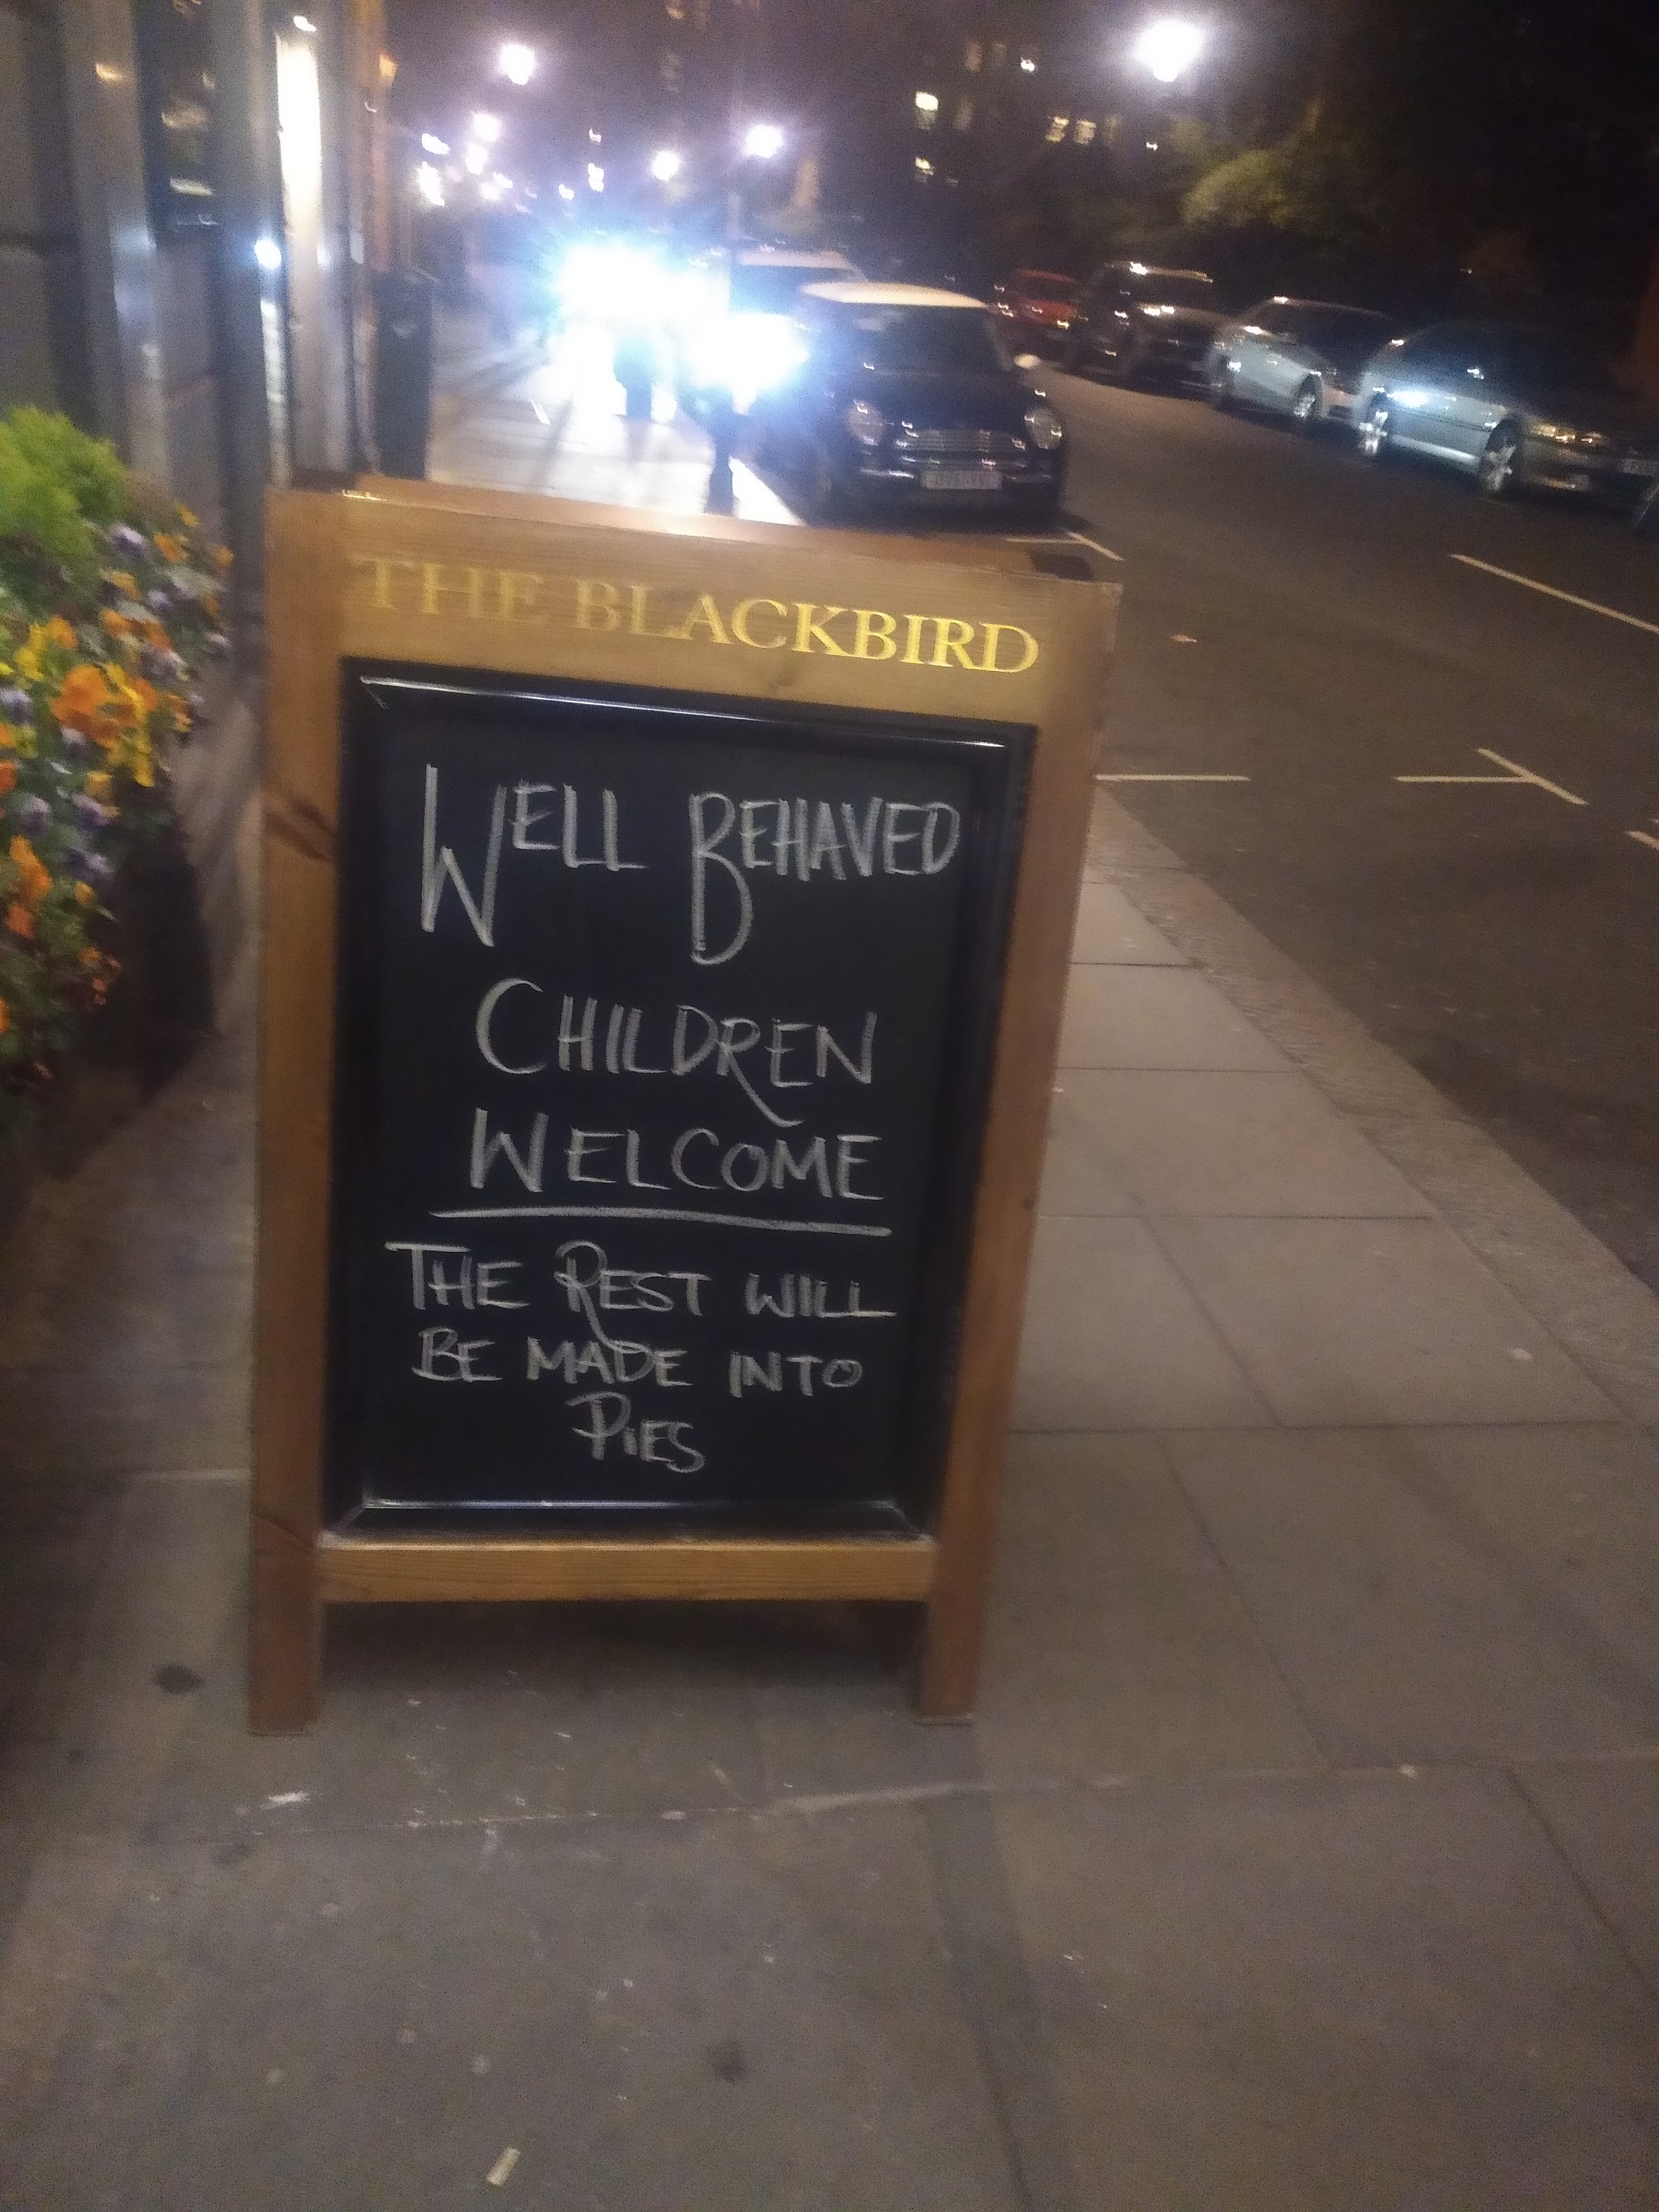 THE BLACKBIRD
WELL BEHAVED
CHILDREN
WELCOME
THE REST WILL
BE MADE INTO
PIES